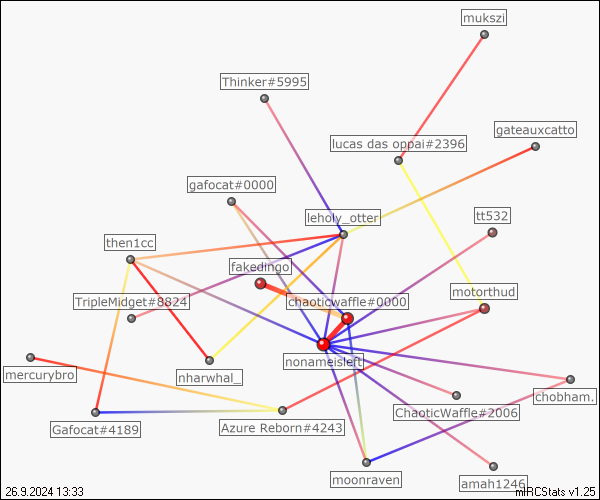 mukszi
Thinker#5995
gateauxcatto
lucas das oppai#2396
gafocat#0000
leholy_otter
tt532
then1cc
fakedingo
motorthud
TripleMidget#8824
chaoticwaffle#0000
nonameisleft
mercurybro
nharwhal_
chobham.
ChaoticWaffle#2006
Gafocat#4189
Azure Reborn#4243
moonraven
amah1246
26.9.2024 13:33
mIRCStats v1.25